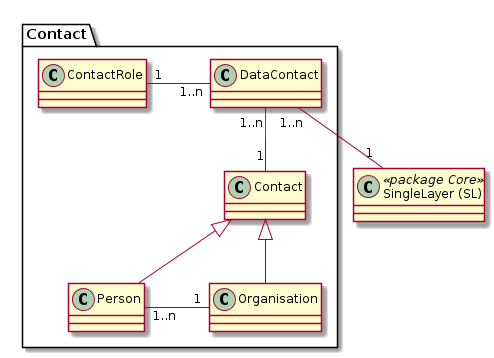 Contact
C ContactRole
1
1..n
C DataContact
1..n
1..n
1
1
C Contact
C «package Core»
SingleLayer (SL)
C Person
1..n
1
C Organisation